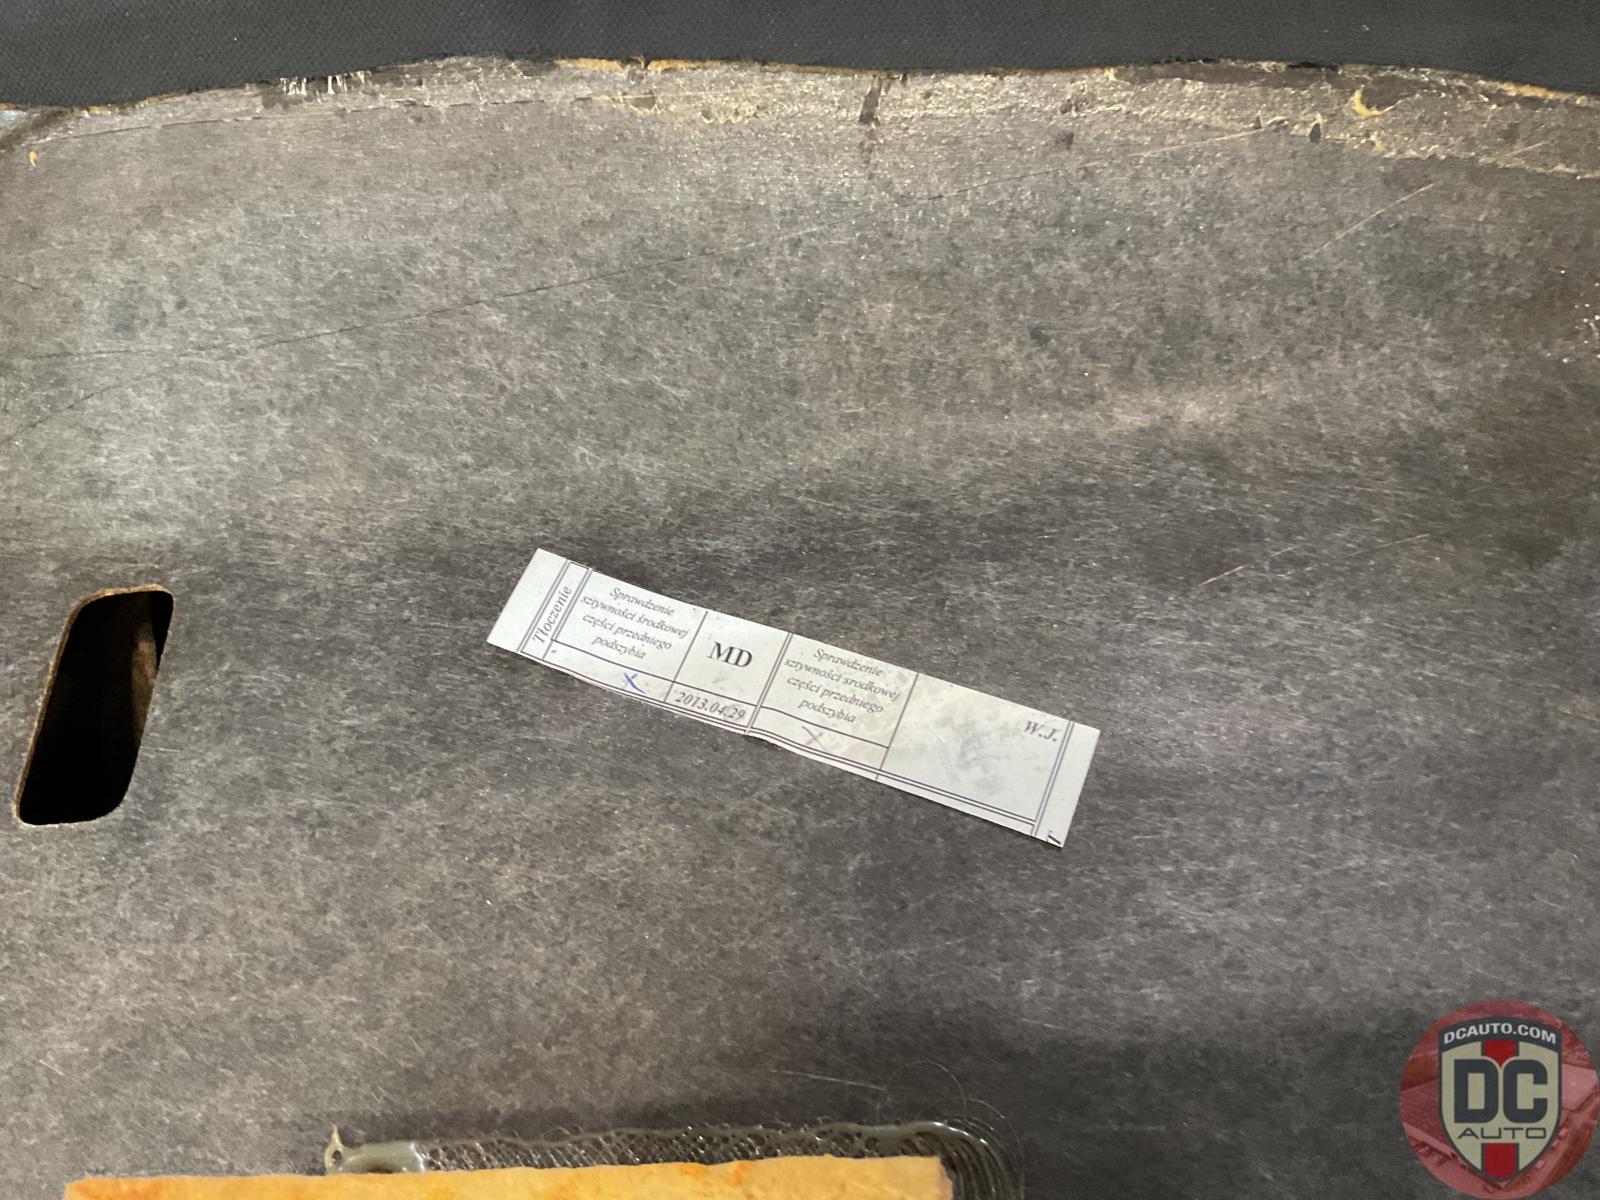 Tłoczenie
Sprawdzenie
sztywności środkowej
części przedniego
podszybia
X
MD
2013.04.29
Sprawdzenie
sztywności środkowej
części przedniego
podszybia
X
W.J.
DCAUTO.COM
DC
AUTO